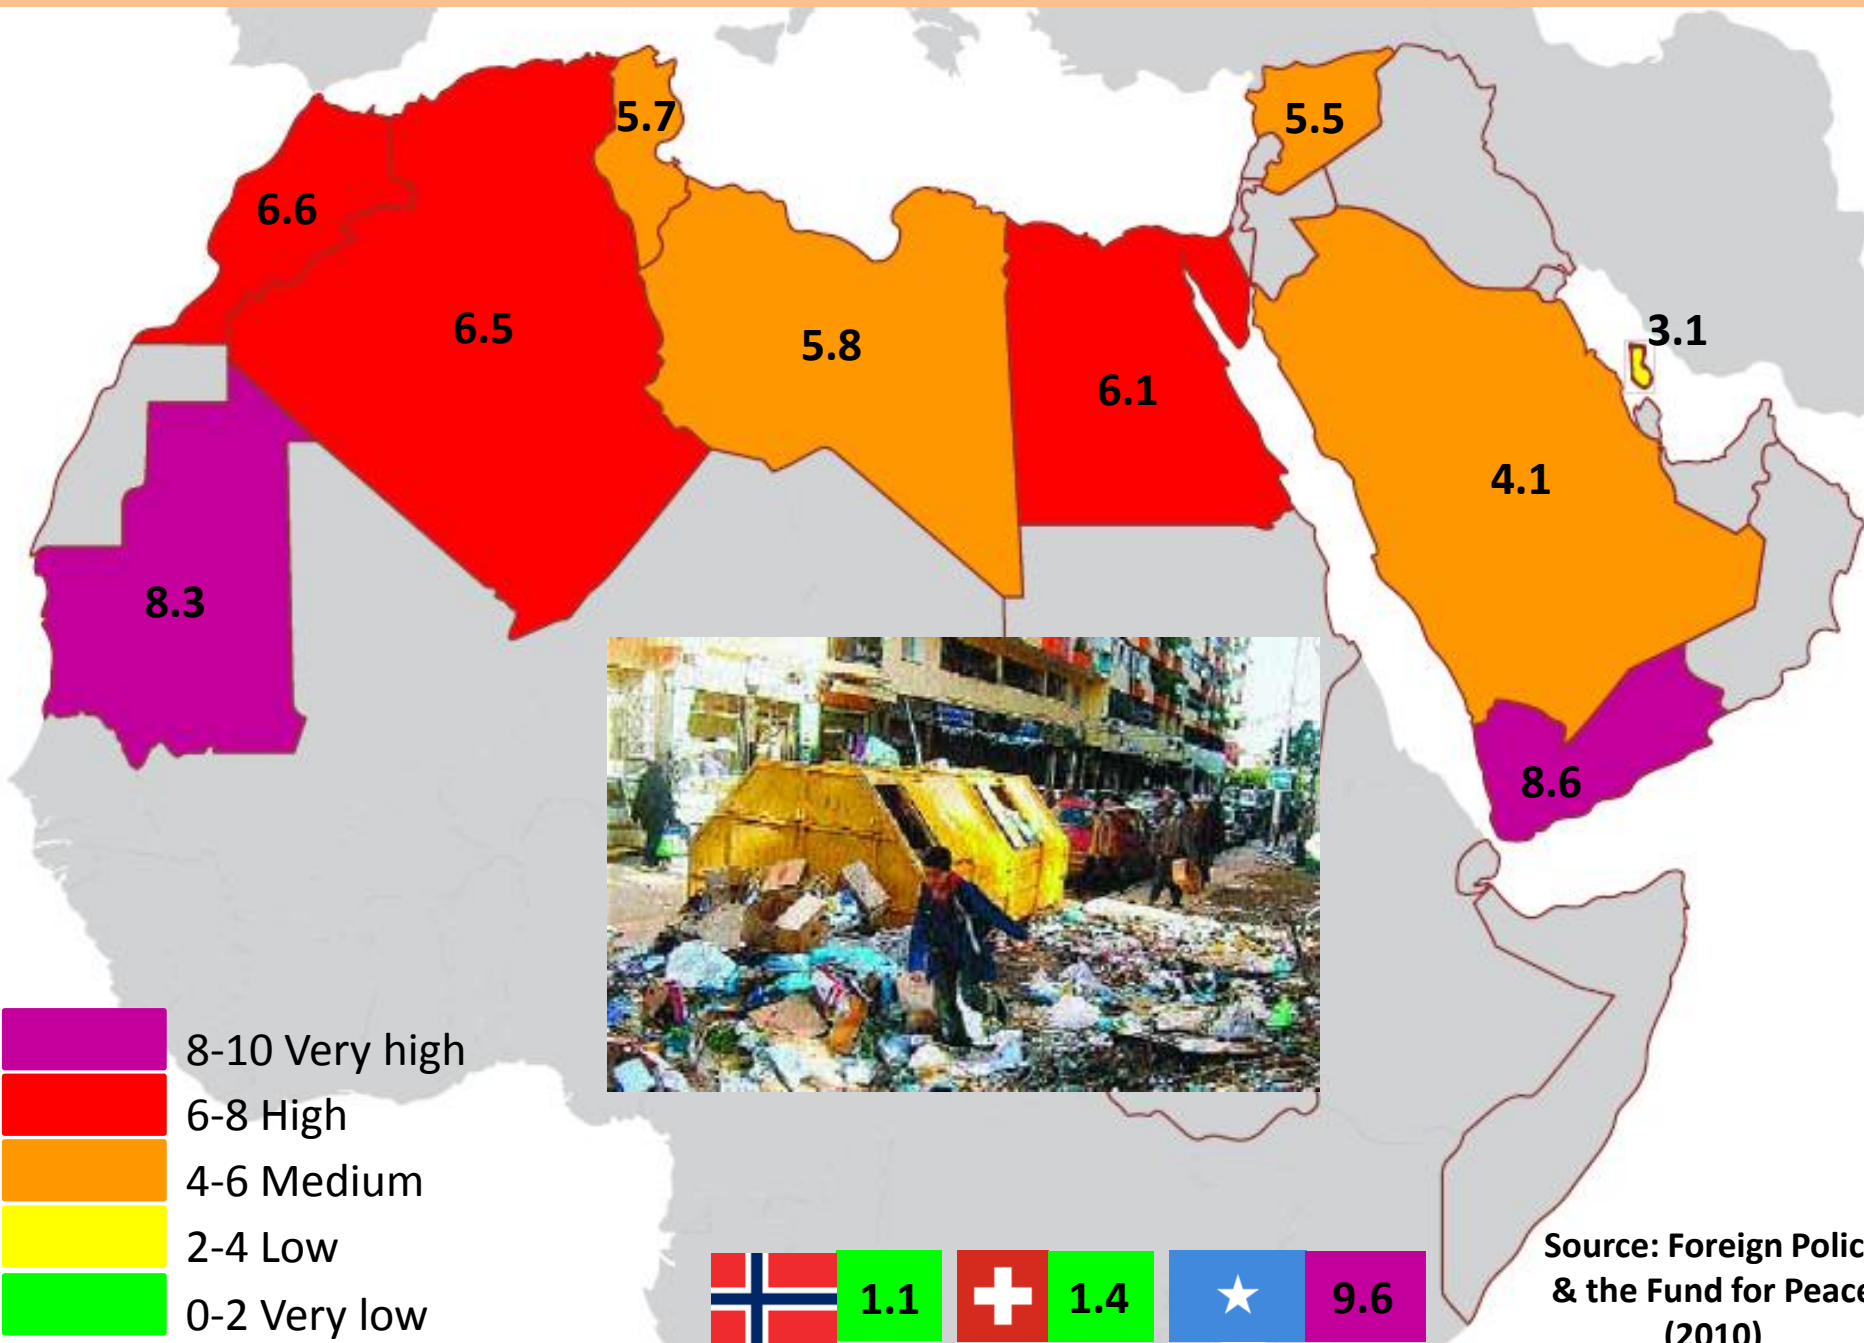 5.7
5.5
6.6
6.5
5.8
3.1
6.1
4.1
8.3
8.6
8-10 Very high
6-8 High
4-6 Medium
2-4 Low
0-2 Very low
1.1
1.4
9.6
Source: Foreign Polic
& the Fund for Peace
(2010)